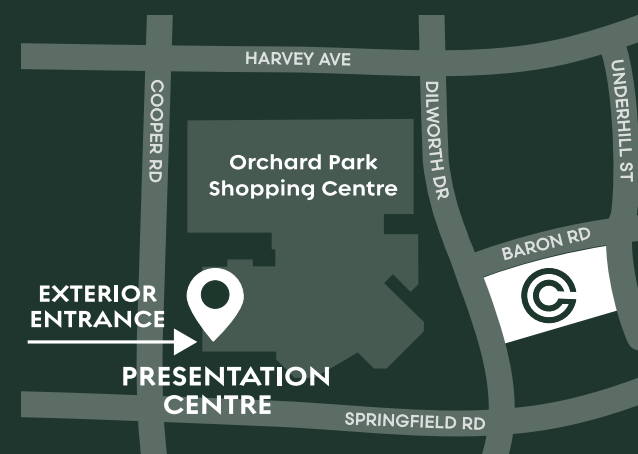 HARVEY AVE
COOPER RD
DILWORTH DR
UNDERHILL ST
Orchard Park
Shopping Centre
BARON RD
EXTERIOR
ENTRANCE
PRESENTATION
CENTRE
SPRINGFIELD RD